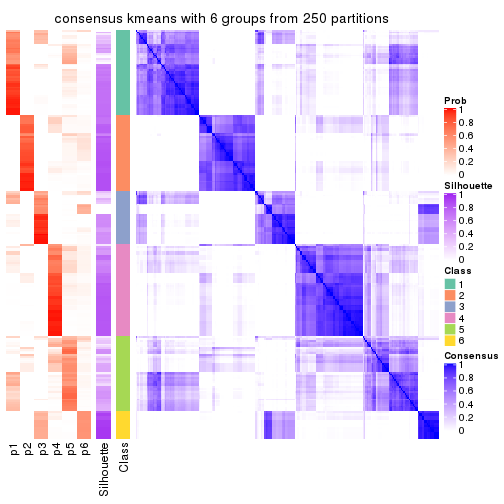 consensus kmeans with 6 groups from 250 partitions
Prob
1
0.8
0.6
0.4
0.2
0
Silhouette
1
0.8
0.6
0.4
0.2
0
Class
1
2
3
4
5
6
Consensus
1
0.8
0.6
0.4
0.2
0
p1
p2
p3
p4
p5
p6
Silhouette
Class